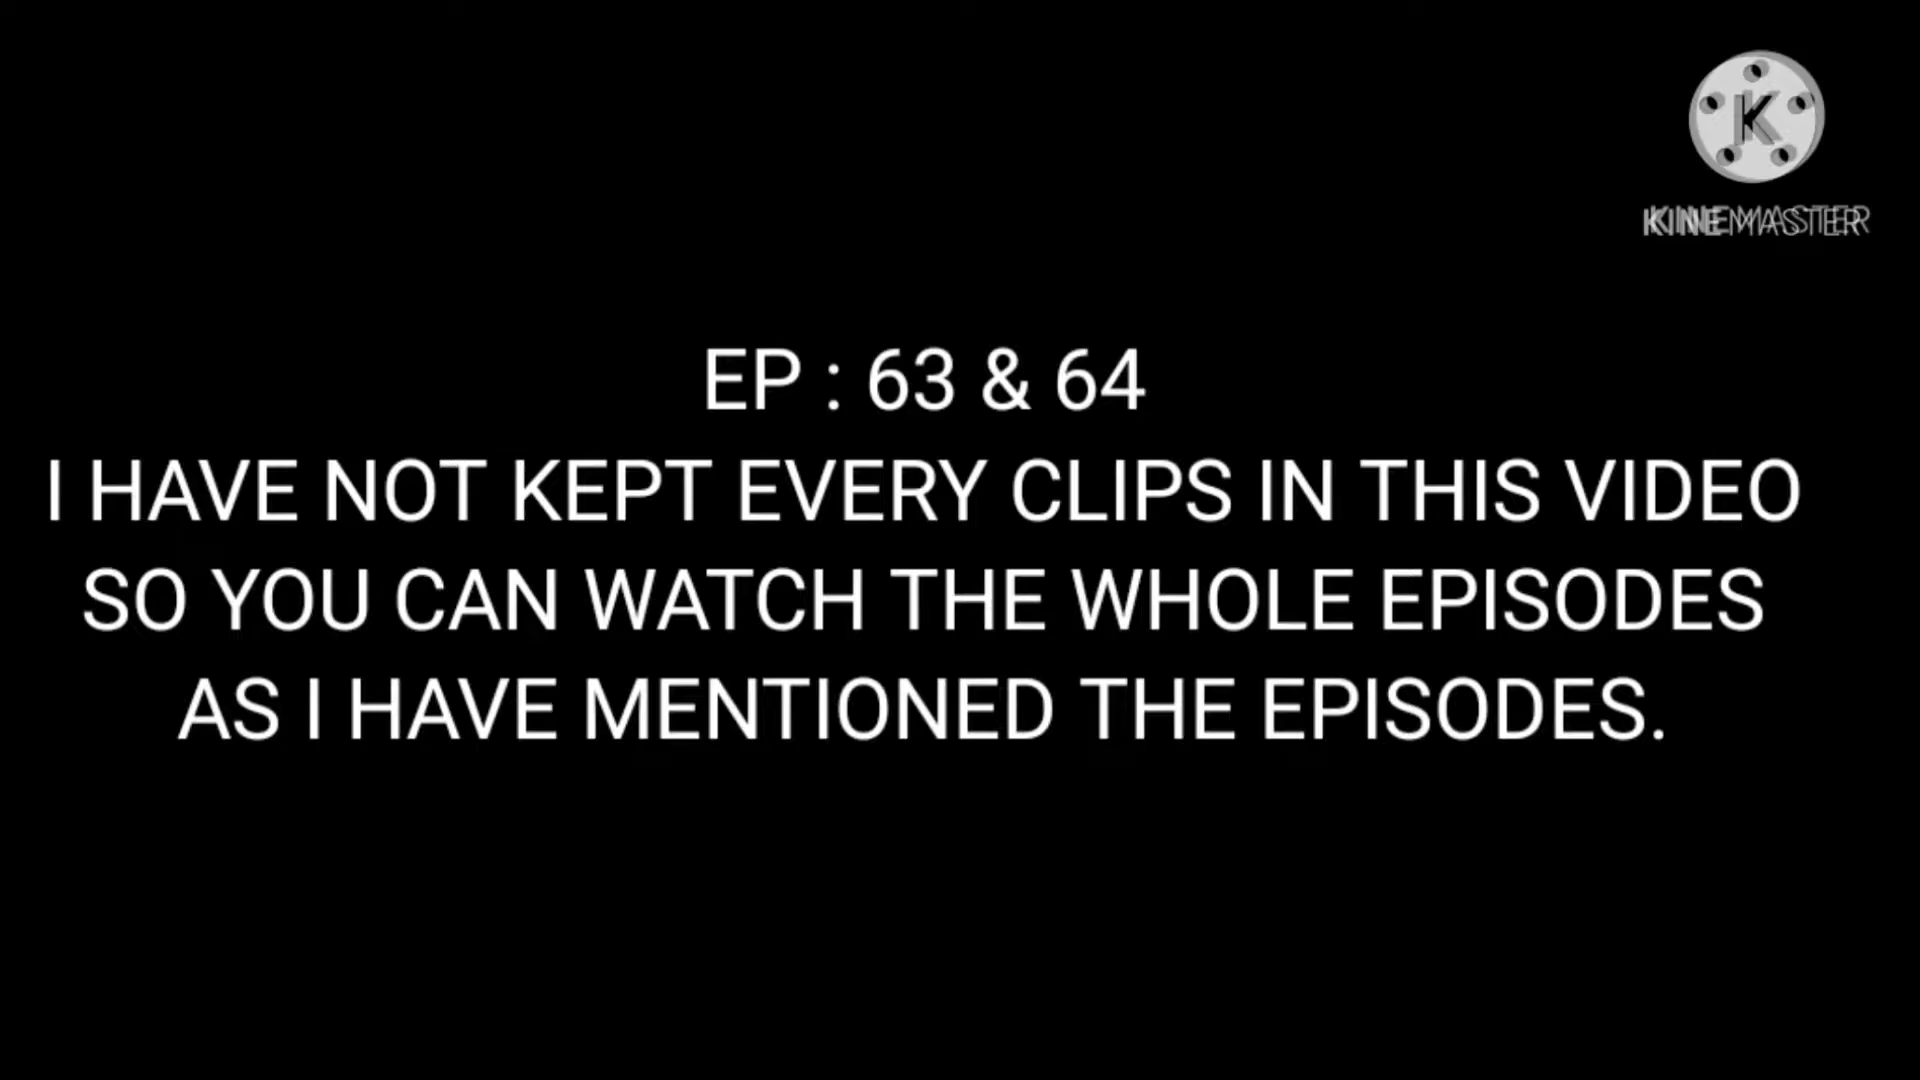 K
KINEMASTER
EP : 63 & 64
I HAVE NOT KEPT EVERY CLIPS IN THIS VIDEO
SO YOU CAN WATCH THE WHOLE EPISODES
AS I HAVE MENTIONED THE EPISODES.